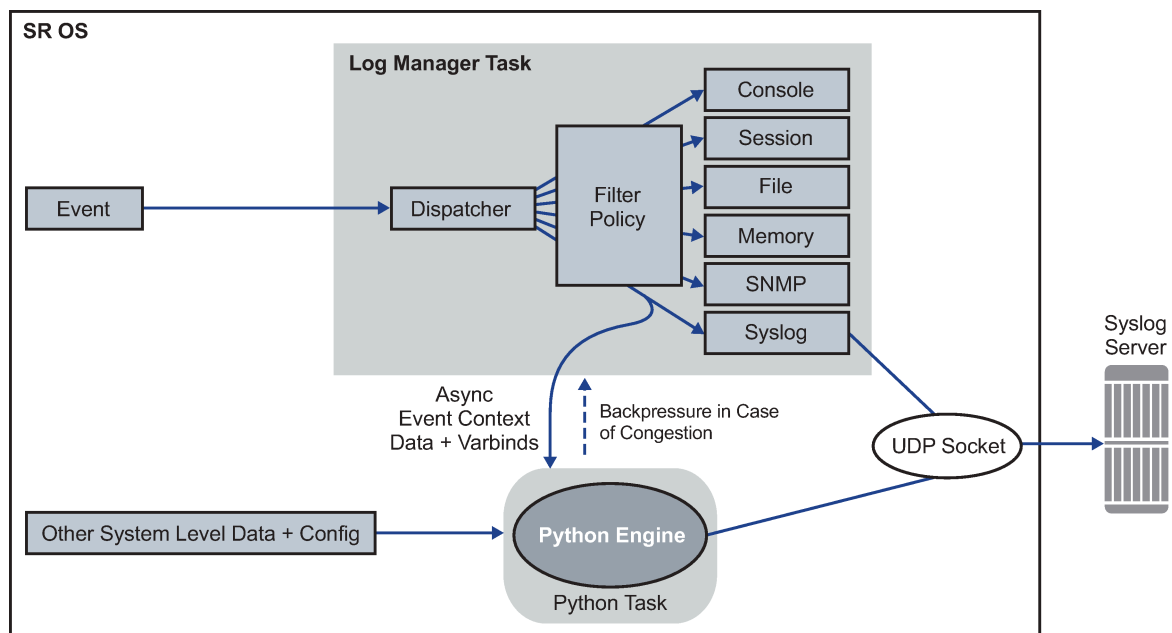 SR OS
Log Manager Task
Console
Session
File
Memory
SNMP
Syslog
Event
Dispatcher
Filter
Policy
Syslog
Server
Async
Event Context
Data + Varbinds
Backpressure in Case
of Congestion
UDP Socket
Other System Level Data + Config
Python Engine
Python Task